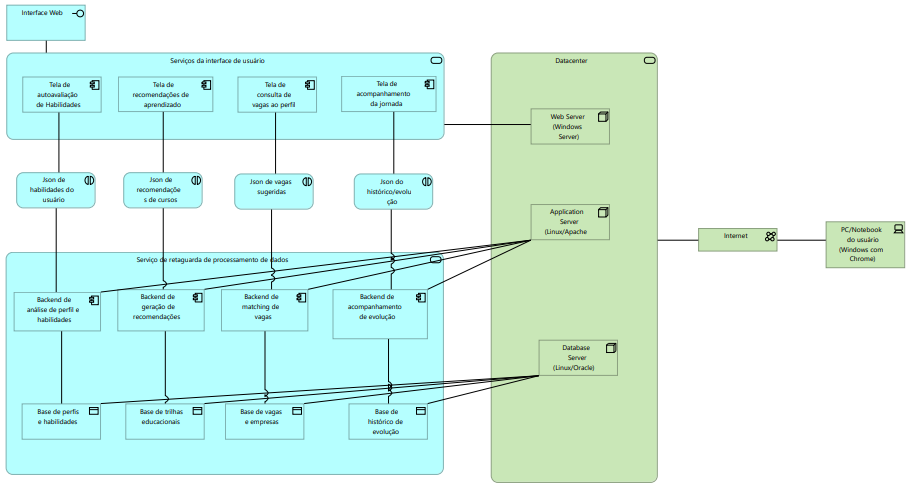 Interface Web
Serviços da interface de usuário
Tela de
autoavaliação
de Habilidades
Tela de
recomendações de
aprendizado
Tela de
consulta de
vagas ao perfil
Tela de
acompanhamento
da jornada
Json de
habilidades do
usuário
Json de
recomendaçõe
s de cursos
Json de vagas
sugeridas
Json do
histórico/evolu
ção
Serviço de retaguarda de processamento de dados
Backend de
análise de perfil e
habilidades
Backend de
geração de
recomendações
Backend de
matching de
vagas
Backend de
acompanhamento
de evolução
Base de perfis
e habilidades
Base de trilhas
educacionais
Base de vagas
e empresas
Base de
histórico de
evolução
Datacenter
Web Server
(Windows
Server)
Application
Server
(Linux/Apache
Database
Server
(Linux/Oracle)
Internet
PC/Notebook
do usuário
(Windows com
Chrome)